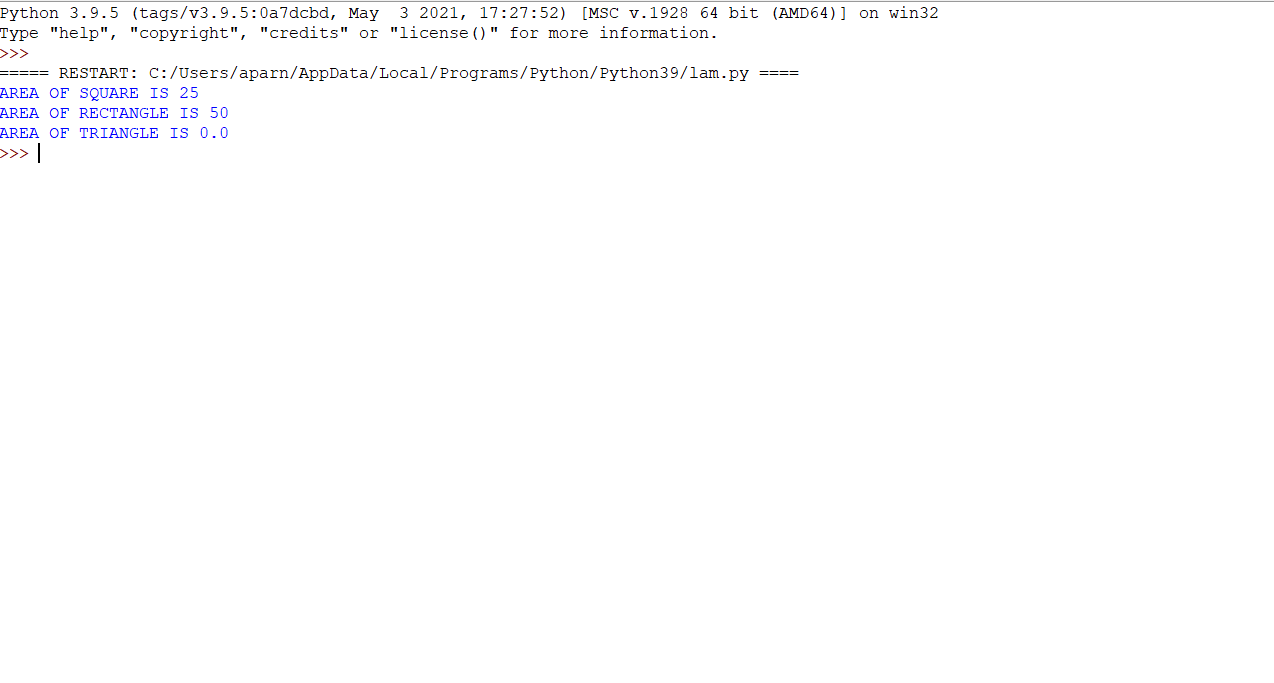 Python 3.9.5 (tags/v3.9.5:0a7dcbd, May  3 2021, 17:27:52) [MSC v.1928 64 bit (AMD64)] on win32
Type "help", "copyright", "credits" or "license()" for more information.
>>>
===== RESTART: C:/Users/aparn/AppData/Local/Programs/Python/Python39/lam.py ====
AREA OF SQUARE IS 25
AREA OF RECTANGLE IS 50
AREA OF TRIANGLE IS 0.0
>>>